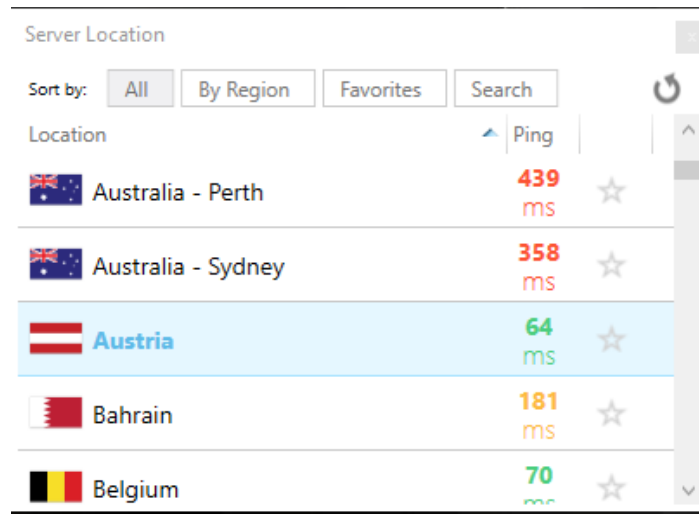 Server Location
x
Sort by: All By Region Favorites Search
Location Ping
Australia - Perth 439 ms
Australia - Sydney 358 ms
Austria 64 ms
Bahrain 181 ms
Belgium 70 ms